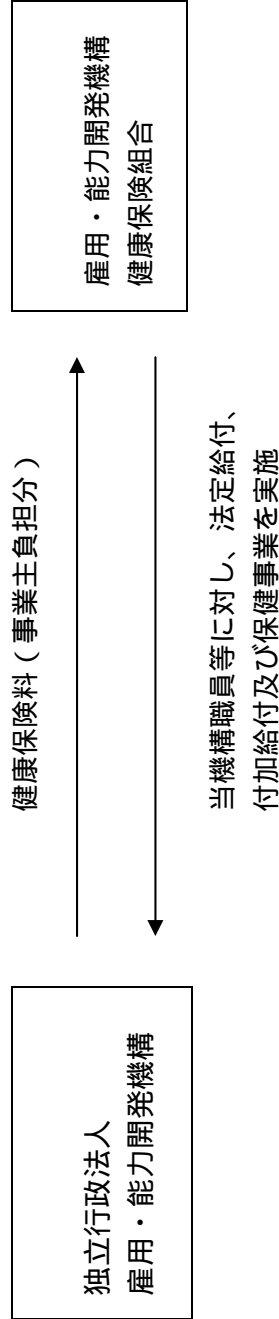 独立行政法人
雇用・能力開発機構
健康保険料（事業主負担分）
当機構職員等に対し、法定給付、
付加給付及び保健事業を実施
雇用・能力開発機構
健康保険組合